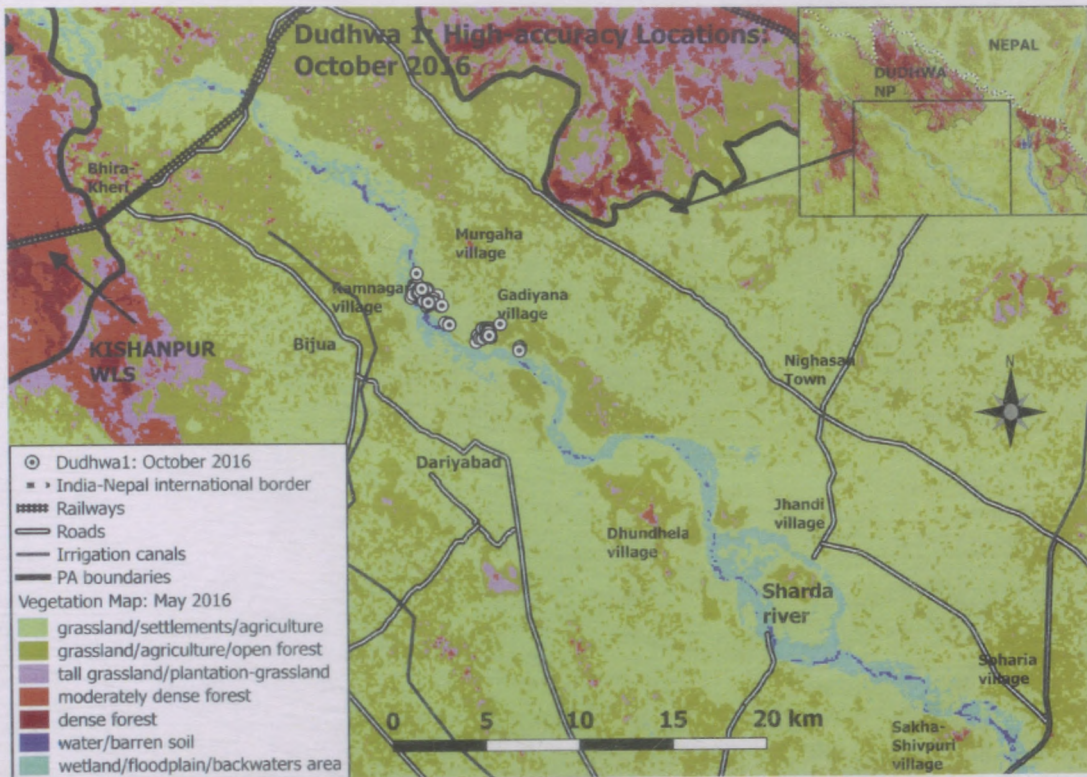 Dudhwa 1: High-accuracy Locations:
October 2016
NEPAL
DUDHWA
NP
Bhira-
Kheri
Murgaha
village
Ramnagar
village
Gadiyana
village
Bijua
KISHANPUR
WLS
Nighasan
Town
N
Dariyabad
Jhandi
village
Dhundhela
village
Sharda
river
Soharia
village
Sakha-
Shivpuri
village
0 5 10 15 20 km
Dudhwa1: October 2016
India-Nepal international border
Railways
Roads
Irrigation canals
PA boundaries
Vegetation Map: May 2016
grassland/settlements/agriculture
grassland/agriculture/open forest
tall grassland/plantation-grassland
moderately dense forest
dense forest
water/barren soil
wetland/floodplain/backwaters area